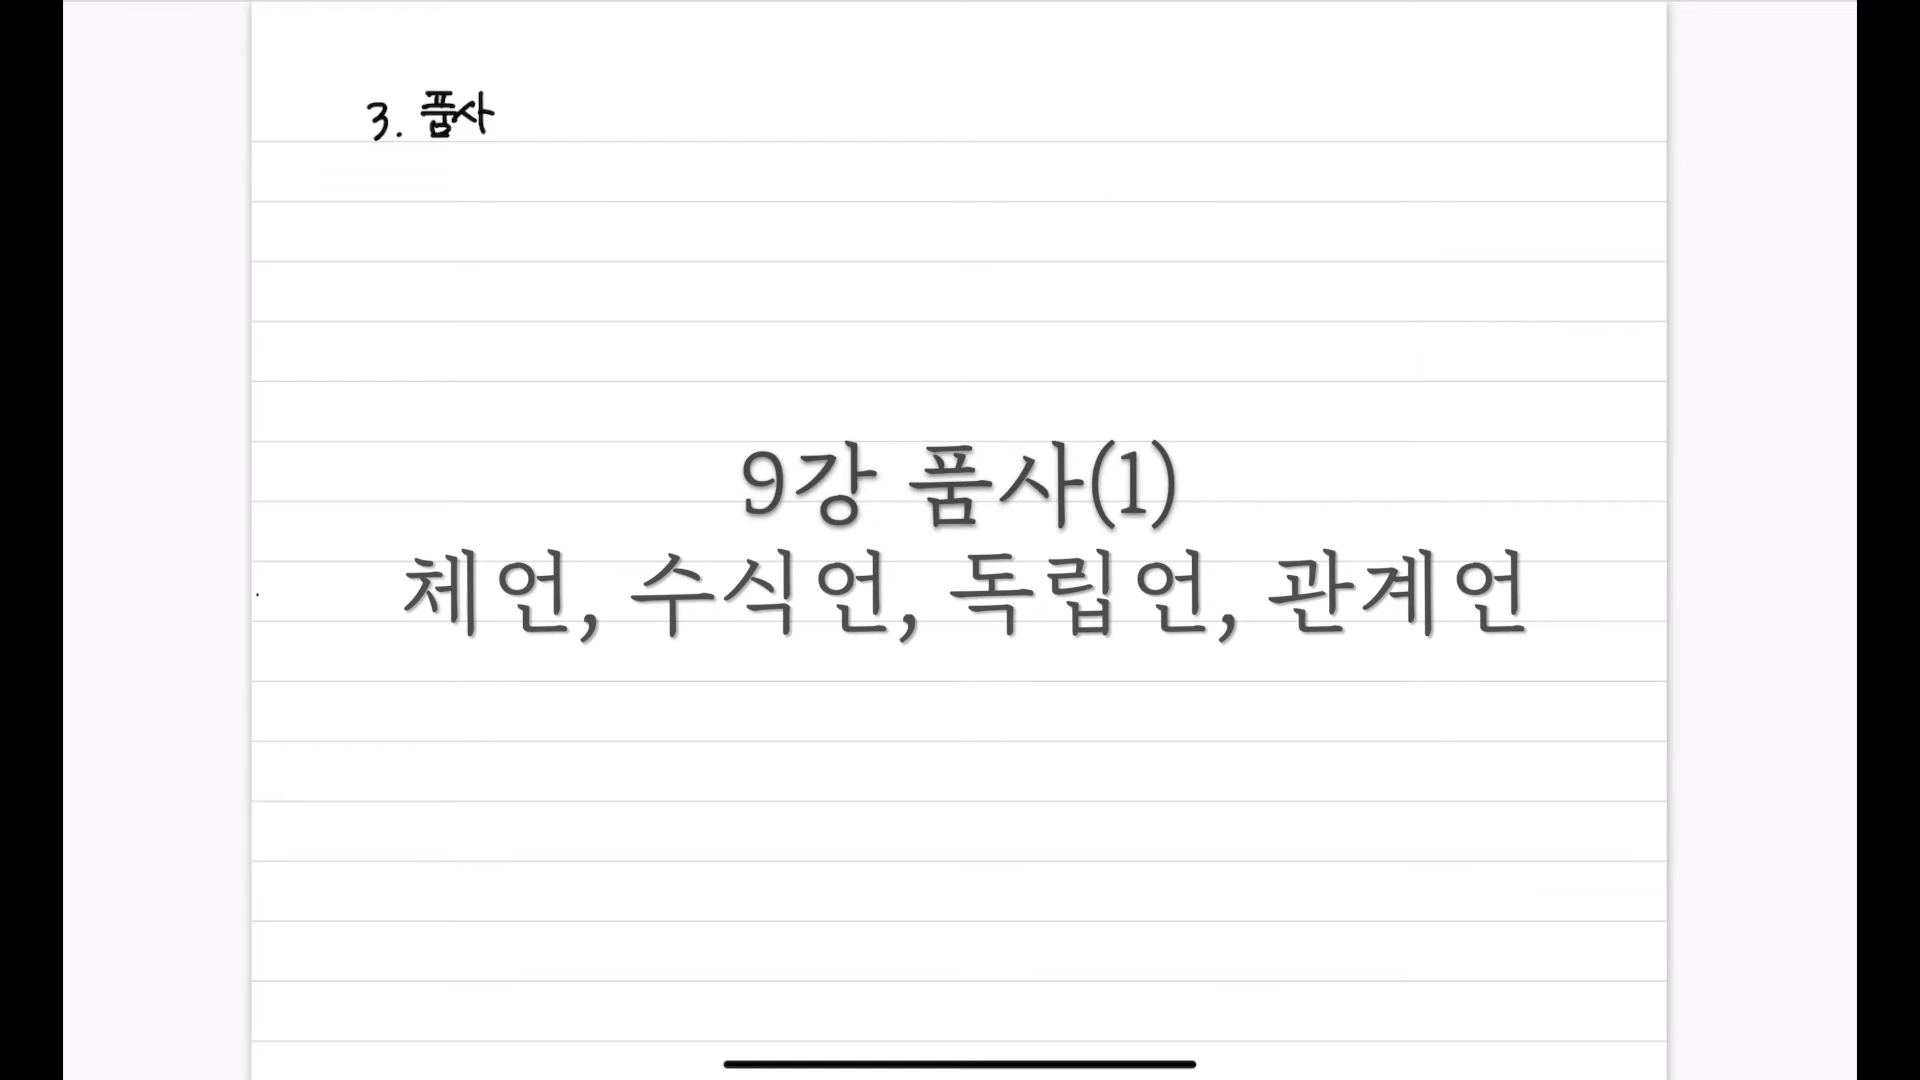 3. 품사
9강 품사(1)
체언, 수식언, 독립언, 관계언